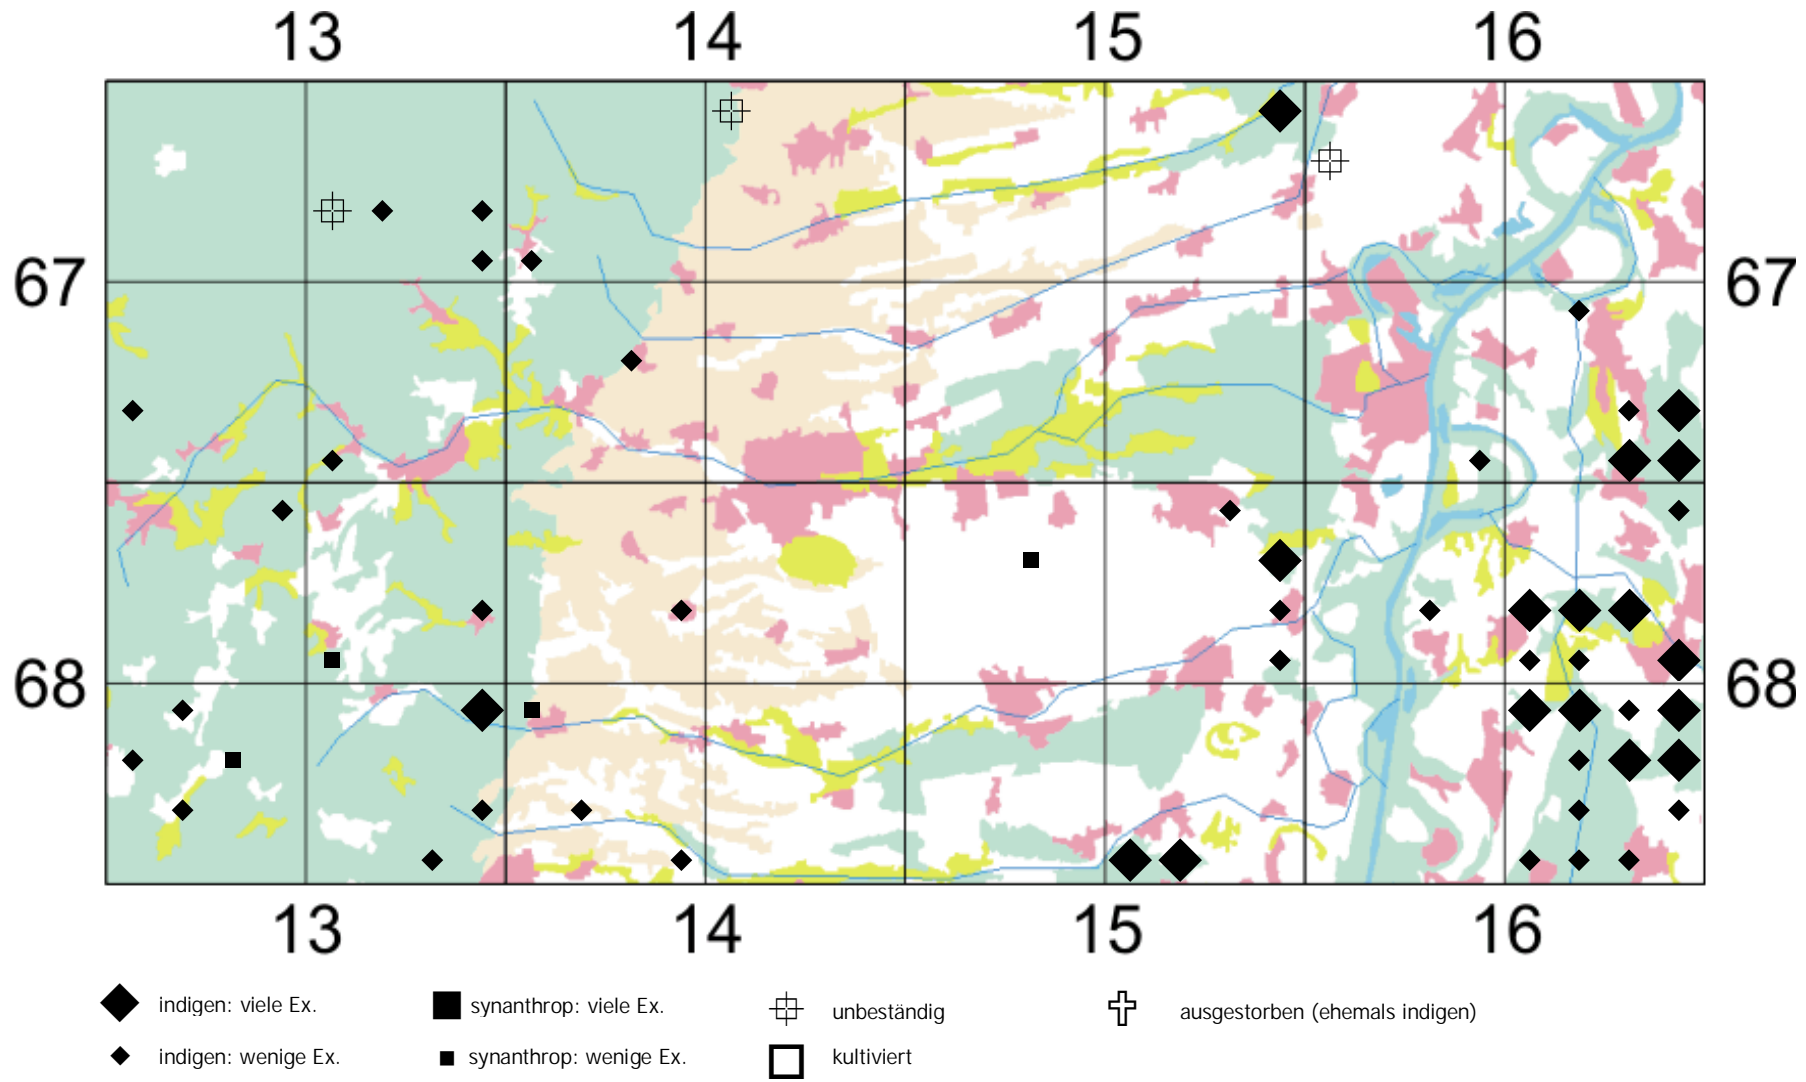 13 14 15 16
67 67
68 68
13 14 15 16
indigen: viele Ex. synanthrop: viele Ex. unbeständig ausgestorben (ehemals indigen)
indigen: wenige Ex. synanthrop: wenige Ex. kultiviert